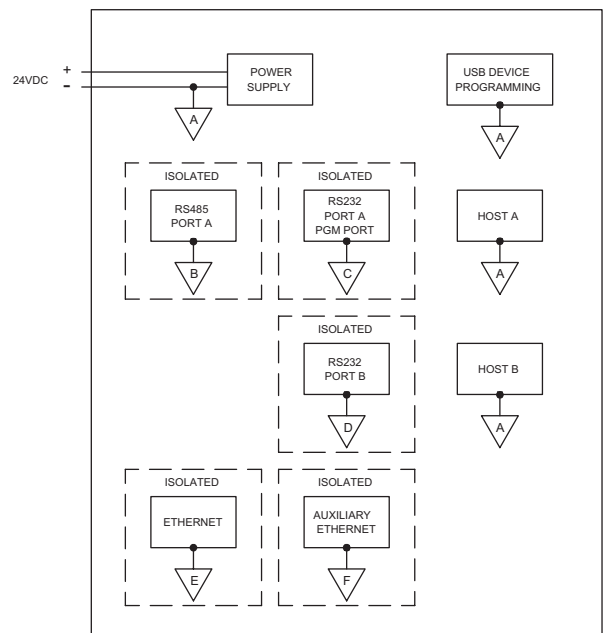 24VDC
+
-
POWER
SUPPLY
A
USB DEVICE
PROGRAMMING
A
ISOLATED
RS485
PORT A
B
ISOLATED
RS232
PORT A
PGM PORT
C
HOST A
A
ISOLATED
RS232
PORT B
D
HOST B
A
ISOLATED
ETHERNET
E
ISOLATED
AUXILIARY
ETHERNET
F